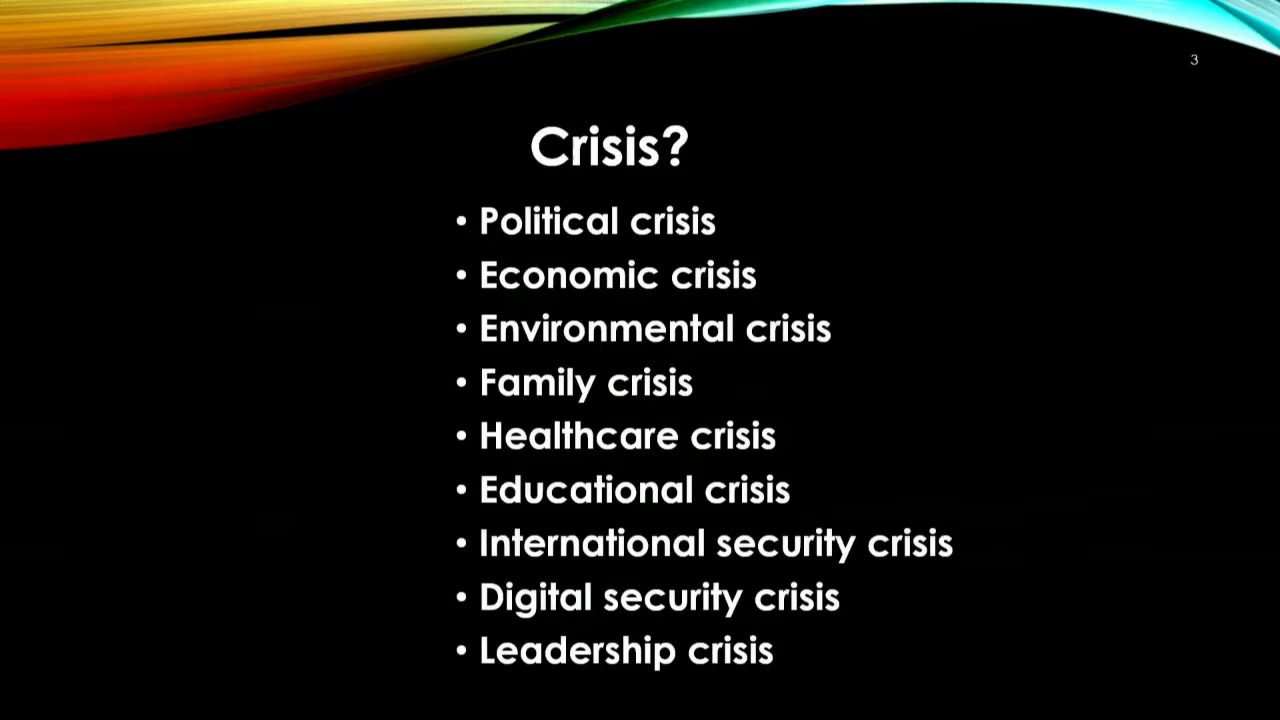 3
Crisis?
• Political crisis
• Economic crisis
• Environmental crisis
• Family crisis
• Healthcare crisis
• Educational crisis
• International security crisis
• Digital security crisis
• Leadership crisis